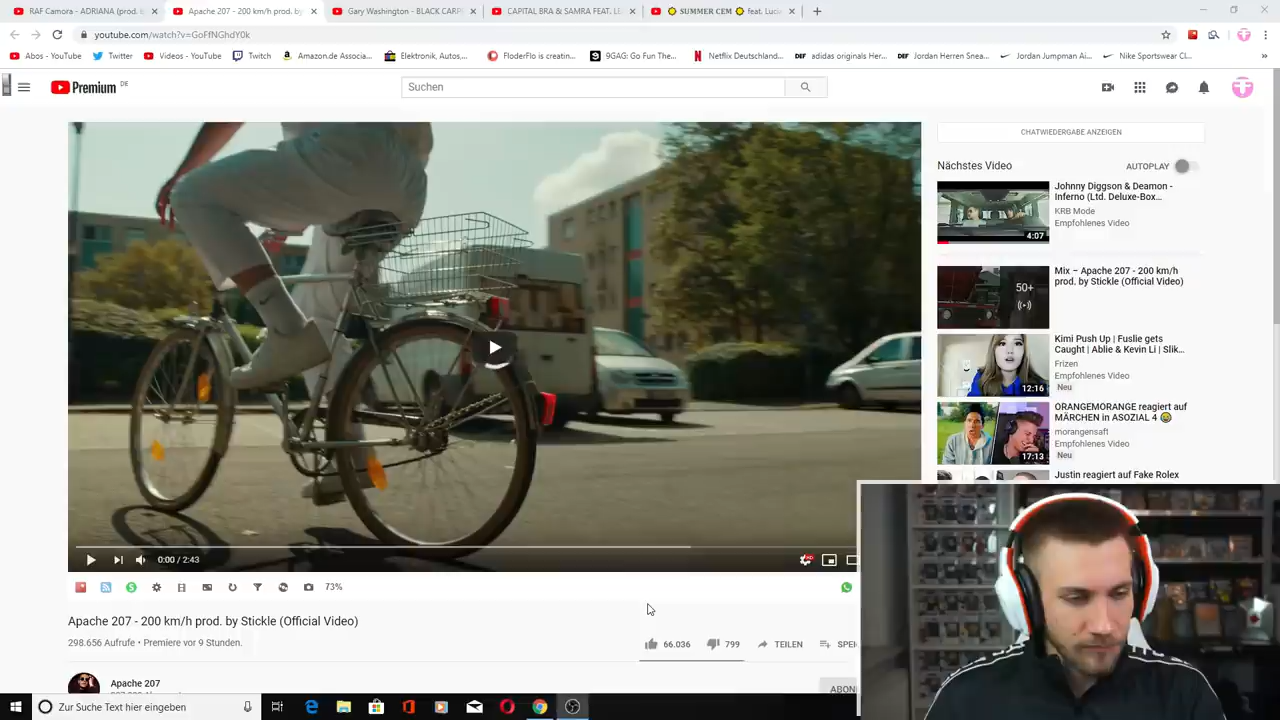 RAF Camora - ADRIANA (prod. b
Apache 207 - 200 km/h prod. by
Gary Washington - BLACK CARP
CAPITAL BRA & SAMRA FEAT. LE
SUMMER CEM feat. Lucia
youtube.com/watch?v=GoFfNGhdY0k
Abos - YouTube
Twitter
Videos - YouTube
Twitch
Amazon.de Associa...
Elektronik, Autos,...
FloderFlo is creatin...
9GAG: Go Fun The...
Netflix Deutschland...
DEF adidas originals Her...
DEF Jordan Herren Snea...
Jordan Jumpman Ai...
Nike Sportswear Cl...
Premium DE
Suchen
CHATWIEDERGABE ANZEIGEN
Nächstes Video
AUTOPLAY
Johnny Diggson & Deamon -
Inferno (Ltd. Deluxe-Box...
KRB Mode
Empfohlenes Video
4:07
Mix – Apache 207 - 200 km/h
prod. by Stickle (Official Video)
50+
Kimi Push Up | Fuslie gets
Caught | Ablie & Kevin Li | Slik...
Frizen
Empfohlenes Video
Neu
12:16
ORANGEMORANGE reagiert auf
MÄRCHEN in ASOZIAL 4
morangensaft
Empfohlenes Video
Neu
17:13
Justin reagiert auf Fake Rolex
0:00 / 2:43
73%
Apache 207 - 200 km/h prod. by Stickle (Official Video)
298.656 Aufrufe • Premiere vor 9 Stunden.
66.036
799
TEILEN
SPEI
Apache 207
ABON
Zur Suche Text hier eingeben